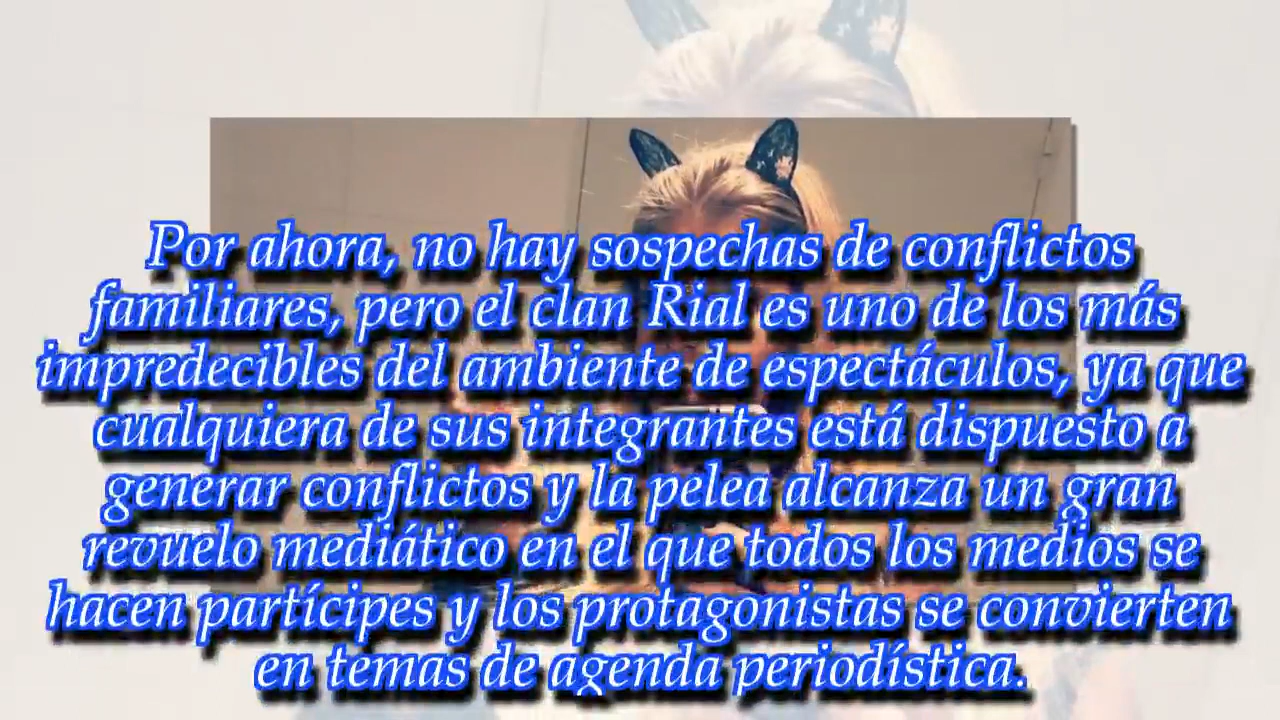 Por ahora, no hay sospechas de conflictos
familiares, pero el clan Rial es uno de los más
impredecibles del ambiente de espectáculos, ya que
cualquiera de sus integrantes está dispuesto a
generar conflictos y la pelea alcanza un gran
revuelo mediático en el que todos los medios se
hacen partícipes y los protagonistas se convierten
en temas de agenda periodística.